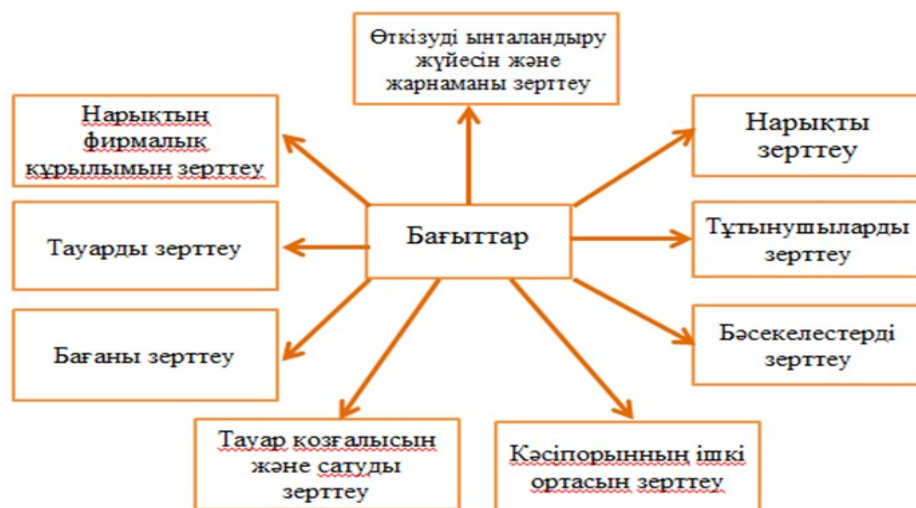 Өткізуді ынталандыру
жүйесін және
жарнаманы зерттеу
Нарықтың
фирмалық
құрылымын зерттеу
Нарықты
зерттеу
Тауарды зерттеу
Бағыттар
Тұтынушыларды
зерттеу
Бағаны зерттеу
Бәсекелестерді
зерттеу
Тауар қозғалысын
және сатуды
зерттеу
Кәсіпорынның ішкі
ортасын зерттеу